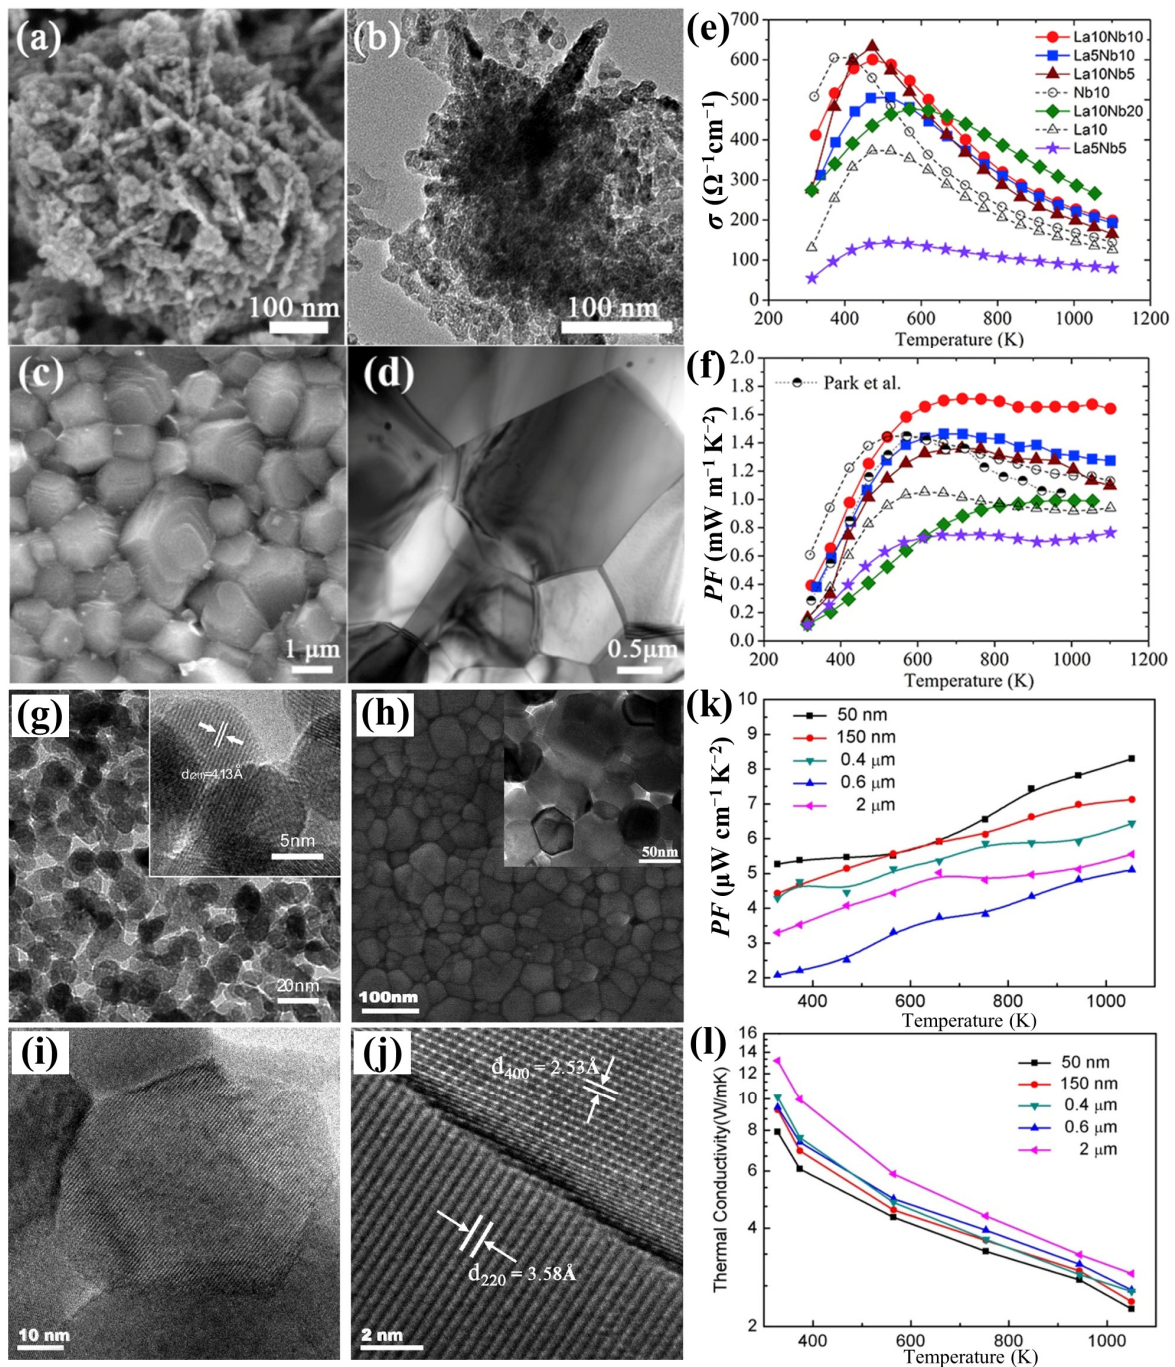 (a)
100 nm
(b)
100 nm
(e)
700
600
500
400
300
200
100
0
σ (Ω⁻¹cm⁻¹)
La10Nb10
La5Nb10
La10Nb5
Nb10
La10Nb20
La10
La5Nb5
200 400 600 800 1000 1200
Temperature (K)
(c)
1 μm
(d)
0.5μm
(f)
2.0
1.8
1.6
1.4
1.2
1.0
0.8
0.6
0.4
0.2
0.0
PF (mW m⁻¹ K⁻²)
Park et al.
200 400 600 800 1000 1200
Temperature (K)
(g)
d(211)=4.13Å
5nm
20nm
(h)
50nm
100nm
(k)
10
9
8
7
6
5
4
3
2
PF (μW cm⁻¹ K⁻²)
50 nm
150 nm
0.4 μm
0.6 μm
2 μm
400 600 800 1000
Temperature (K)
(i)
10 nm
(j)
d400 = 2.53Å
d220 = 3.58Å
2 nm
(l)
16
14
12
10
8
6
4
2
Thermal Conductivity(W/mK)
50 nm
150 nm
0.4 μm
0.6 μm
2 μm
400 600 800 1000
Temperature (K)